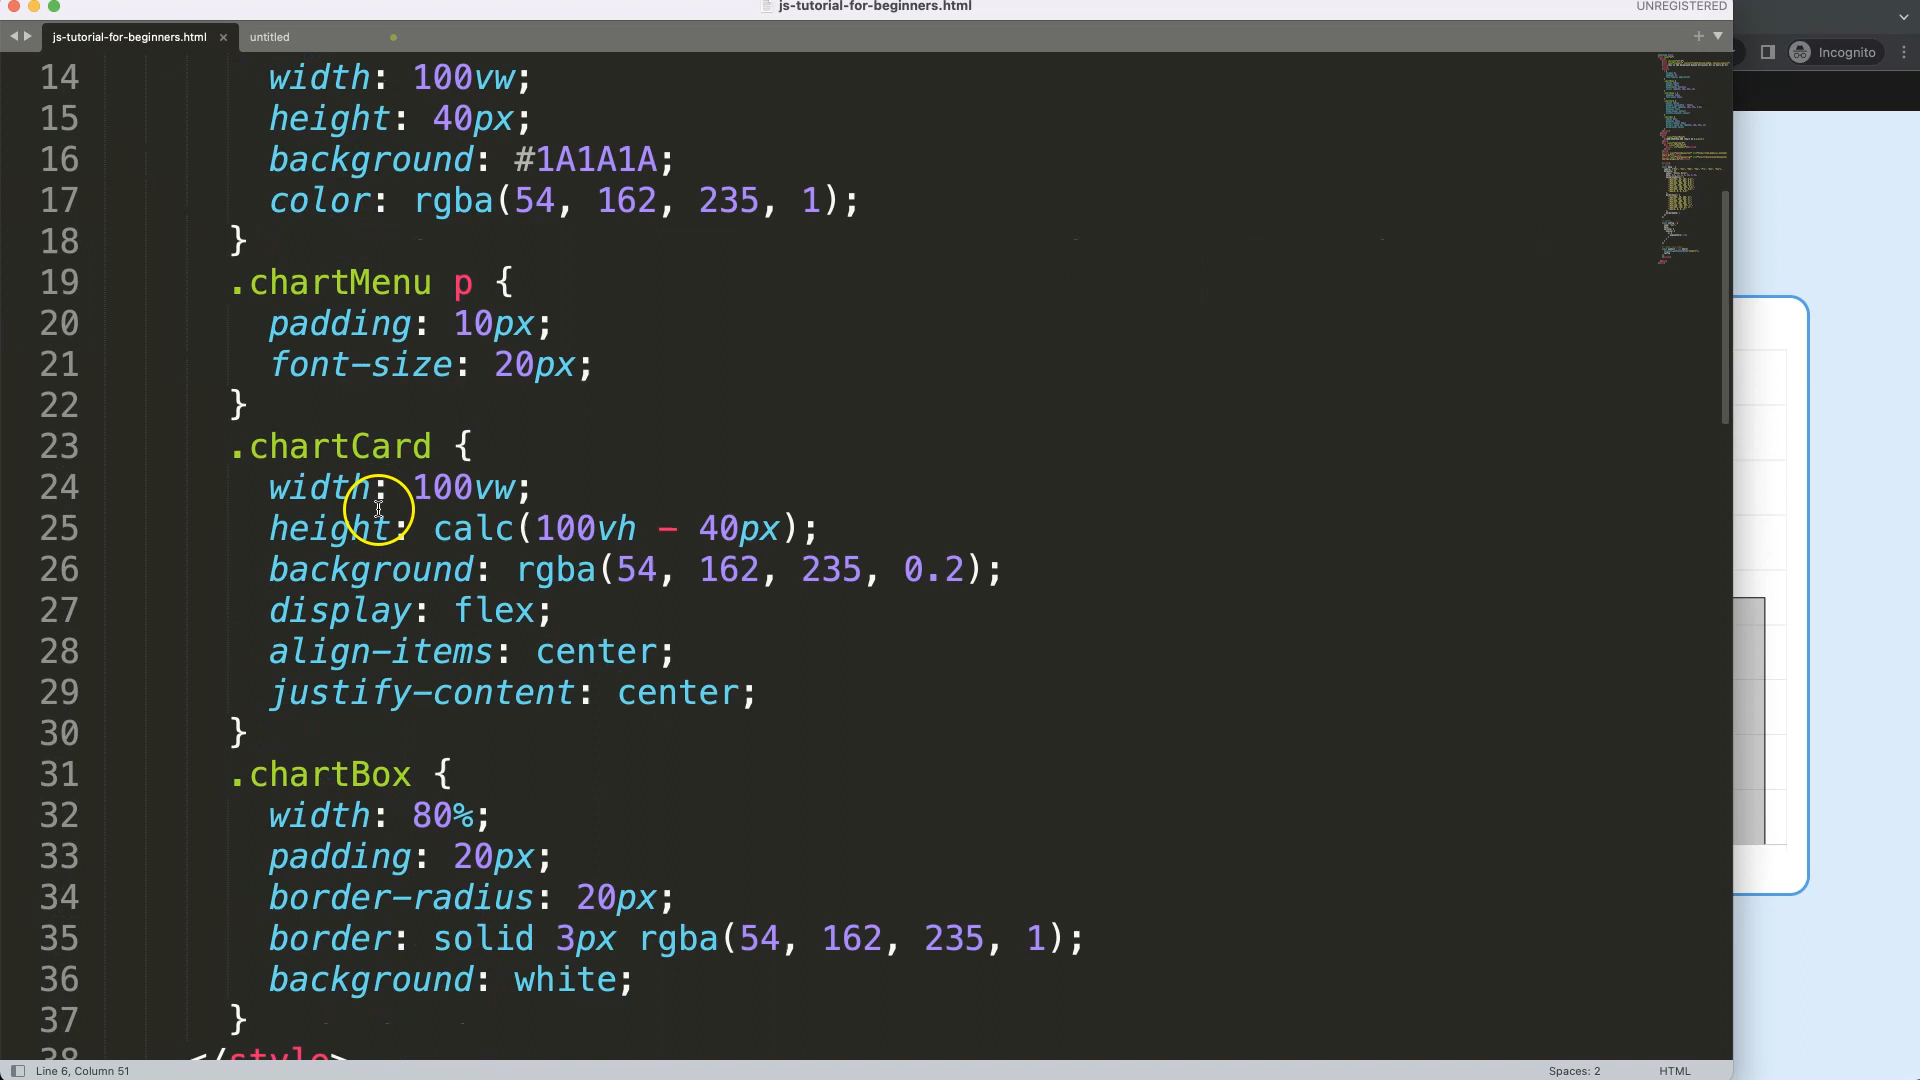 js-tutorial-for-beginners.html
UNREGISTERED
js-tutorial-for-beginners.html × untitled
Incognito
14 width: 100vw;
15 height: 40px;
16 background: #1A1A1A;
17 color: rgba(54, 162, 235, 1);
18 }
19 .chartMenu p {
20 padding: 10px;
21 font-size: 20px;
22 }
23 .chartCard {
24 width: 100vw;
25 height: calc(100vh - 40px);
26 background: rgba(54, 162, 235, 0.2);
27 display: flex;
28 align-items: center;
29 justify-content: center;
30 }
31 .chartBox {
32 width: 80%;
33 padding: 20px;
34 border-radius: 20px;
35 border: solid 3px rgba(54, 162, 235, 1);
36 background: white;
37 }
38 </style>
Line 6, Column 51
Spaces: 2
HTML